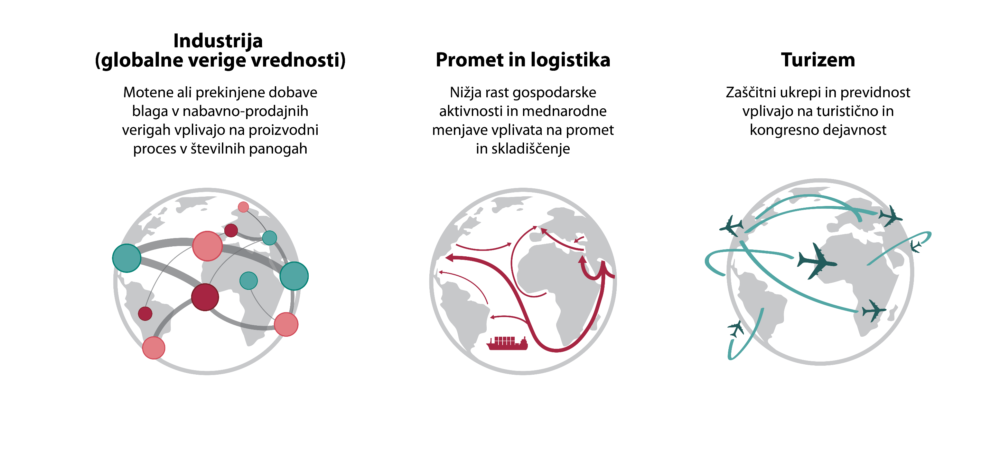 Industrija
(globalne verige vrednosti)
Motene ali prekinjene dobave
blaga v nabavno-prodajnih
verigah vplivajo na proizvodni
proces v številnih panogah
Promet in logistika
Nižja rast gospodarske
aktivnosti in mednarodne
menjave vplivata na promet
in skladiščenje
Turizem
Zaščitni ukrepi in previdnost
vplivajo na turistično in
kongresno dejavnost